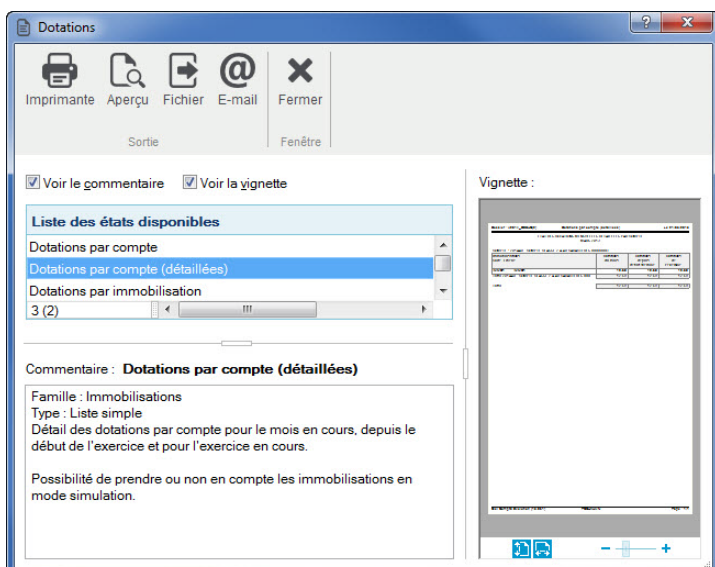 Dotations
Imprimante Aperçu Fichier E-mail Fermer
Sortie Fenêtre
Voir le commentaire Voir la vignette
Liste des états disponibles
Dotations par compte
Dotations par compte (détaillées)
Dotations par immobilisation
3 (2)
Commentaire : Dotations par compte (détaillées)
Famille : Immobilisations
Type : Liste simple
Détail des dotations par compte pour le mois en cours, depuis le
début de l'exercice et pour l'exercice en cours.
Possibilité de prendre ou non en compte les immobilisations en
mode simulation.
Vignette :